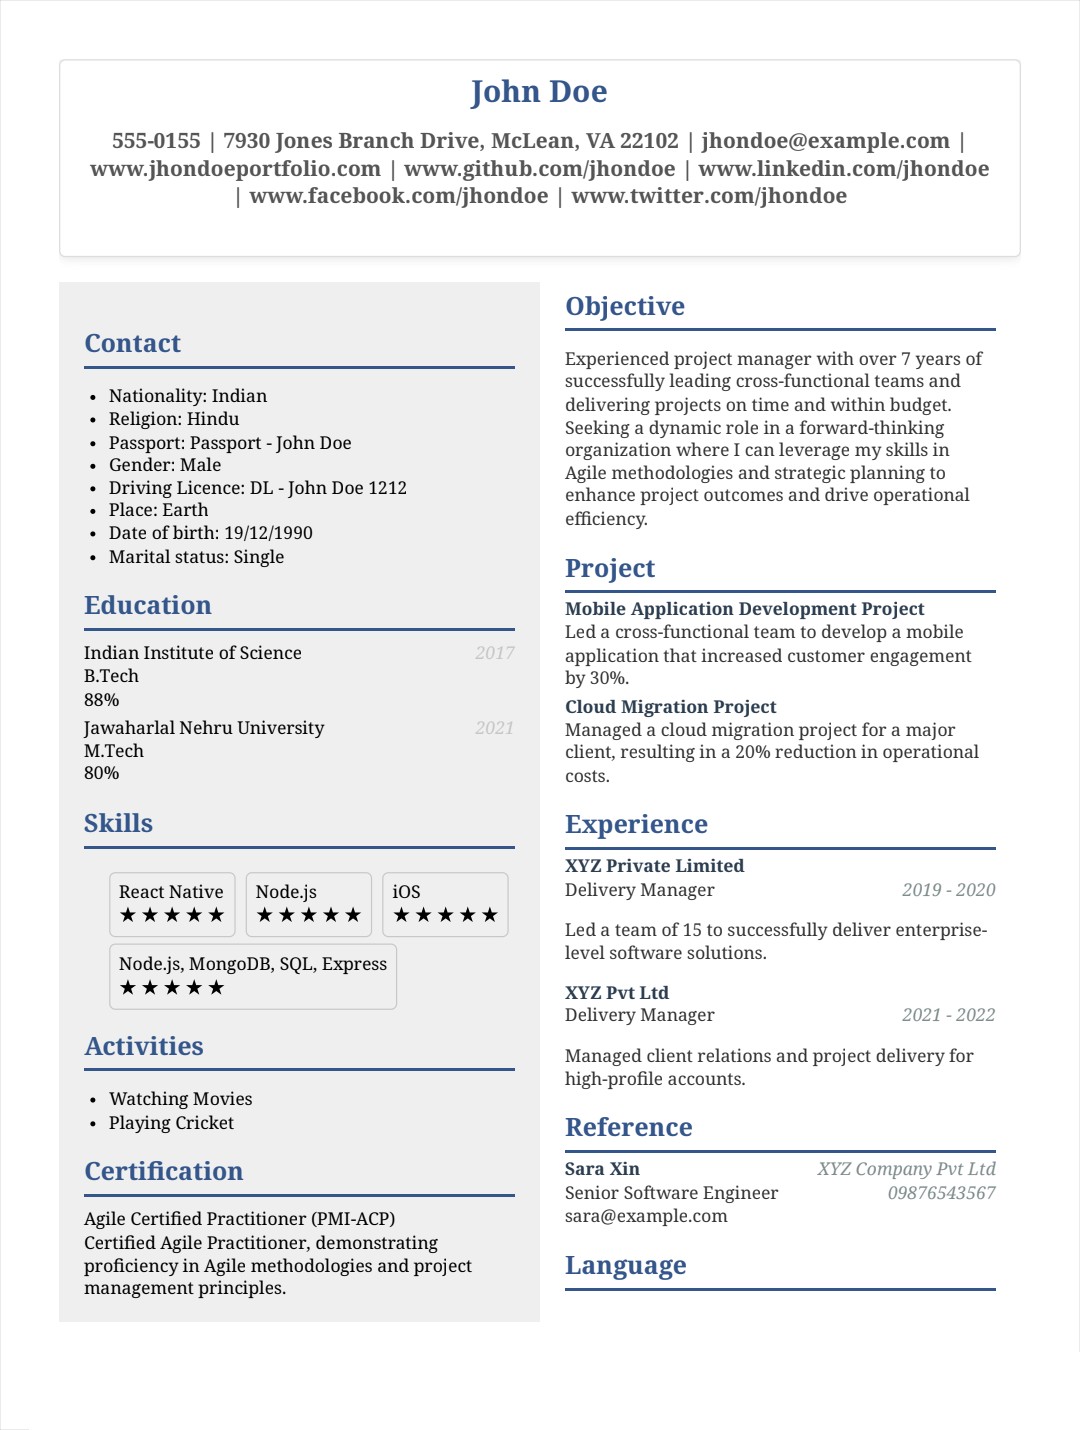 John Doe
555-0155 | 7930 Jones Branch Drive, McLean, VA 22102 | jhondoe@example.com |
www.jhondoeportfolio.com | www.github.com/jhondoe | www.linkedin.com/jhondoe
| www.facebook.com/jhondoe | www.twitter.com/jhondoe
Contact
• Nationality: Indian
• Religion: Hindu
• Passport: Passport - John Doe
• Gender: Male
• Driving Licence: DL - John Doe 1212
• Place: Earth
• Date of birth: 19/12/1990
• Marital status: Single
Education
Indian Institute of Science 2017
B.Tech
88%
Jawaharlal Nehru University 2021
M.Tech
80%
Skills
React Native Node.js iOS
★★★★★ ★★★★★ ★★★★★
Node.js, MongoDB, SQL, Express
★★★★★
Activities
• Watching Movies
• Playing Cricket
Certification
Agile Certified Practitioner (PMI-ACP)
Certified Agile Practitioner, demonstrating
proficiency in Agile methodologies and project
management principles.
Objective
Experienced project manager with over 7 years of
successfully leading cross-functional teams and
delivering projects on time and within budget.
Seeking a dynamic role in a forward-thinking
organization where I can leverage my skills in
Agile methodologies and strategic planning to
enhance project outcomes and drive operational
efficiency.
Project
Mobile Application Development Project
Led a cross-functional team to develop a mobile
application that increased customer engagement
by 30%.
Cloud Migration Project
Managed a cloud migration project for a major
client, resulting in a 20% reduction in operational
costs.
Experience
XYZ Private Limited
Delivery Manager 2019 - 2020
Led a team of 15 to successfully deliver enterprise-
level software solutions.
XYZ Pvt Ltd
Delivery Manager 2021 - 2022
Managed client relations and project delivery for
high-profile accounts.
Reference
Sara Xin XYZ Company Pvt Ltd
Senior Software Engineer 09876543567
sara@example.com
Language